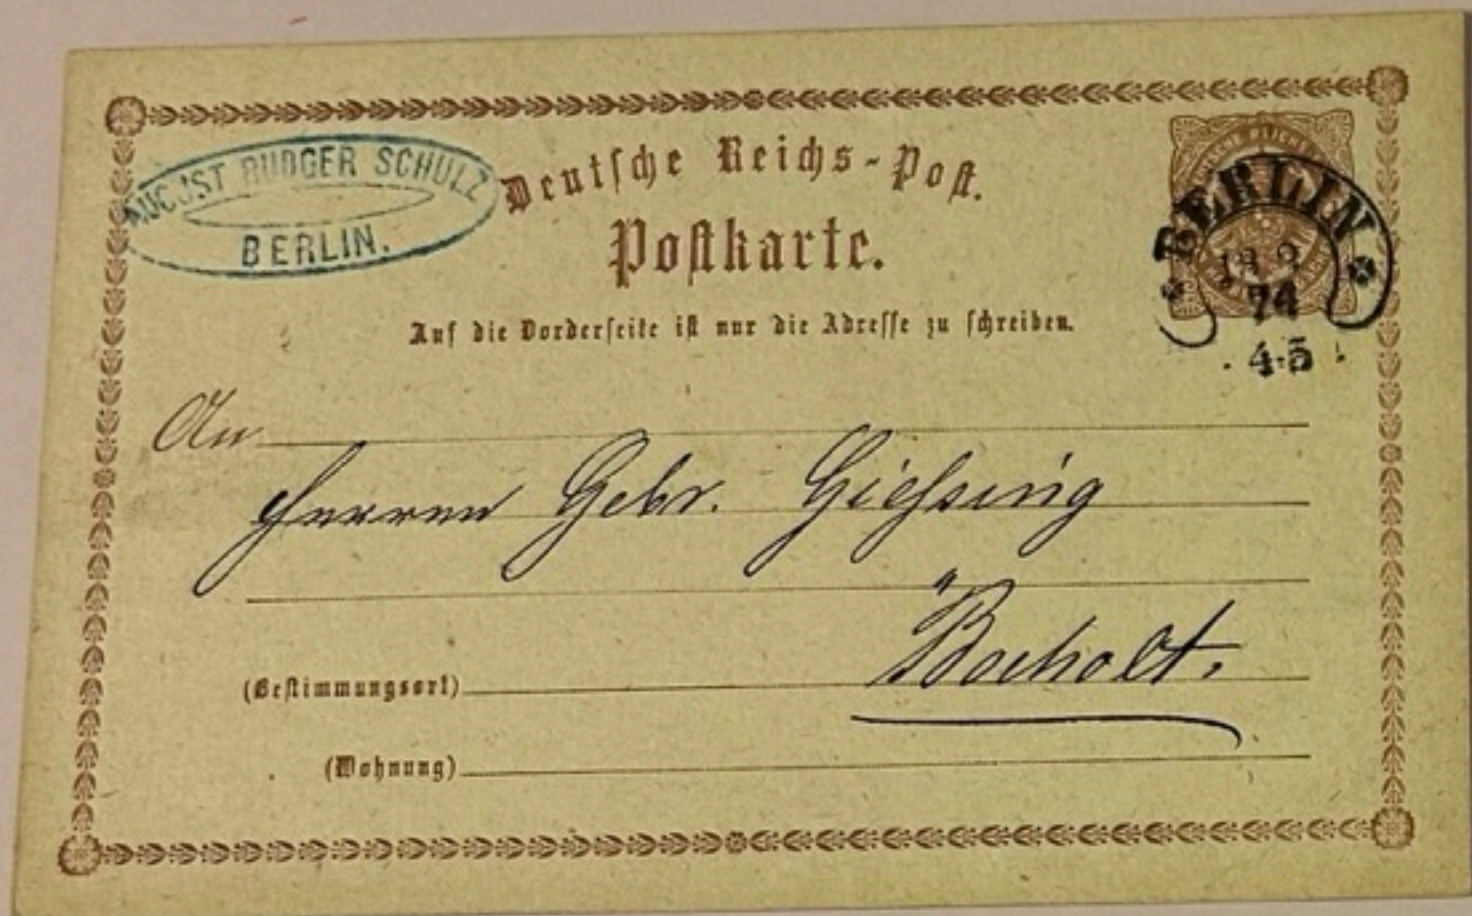 AUGUST RUDGER SCHULZ
BERLIN.
Deutsche Reichs-Post.
Postkarte.
Auf die Vorderseite ist nur die Adresse zu schreiben.
BERLIN
74
4-5
An
Herren Gebr. Giessing
Bocholt.
(Bestimmungsort)
(Wohnung)